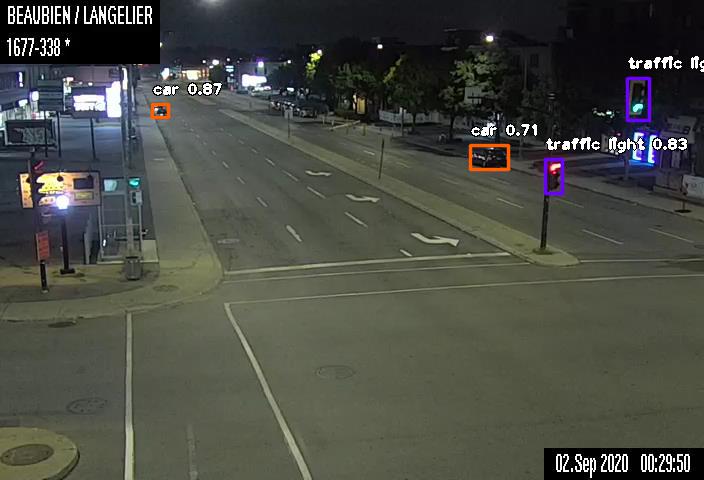 BEAUBIEN / LANGELIER
1677-338 *
car 0.87
traffic lig
car 0.71
traffic light 0.83
02.Sep 2020 00:29:50